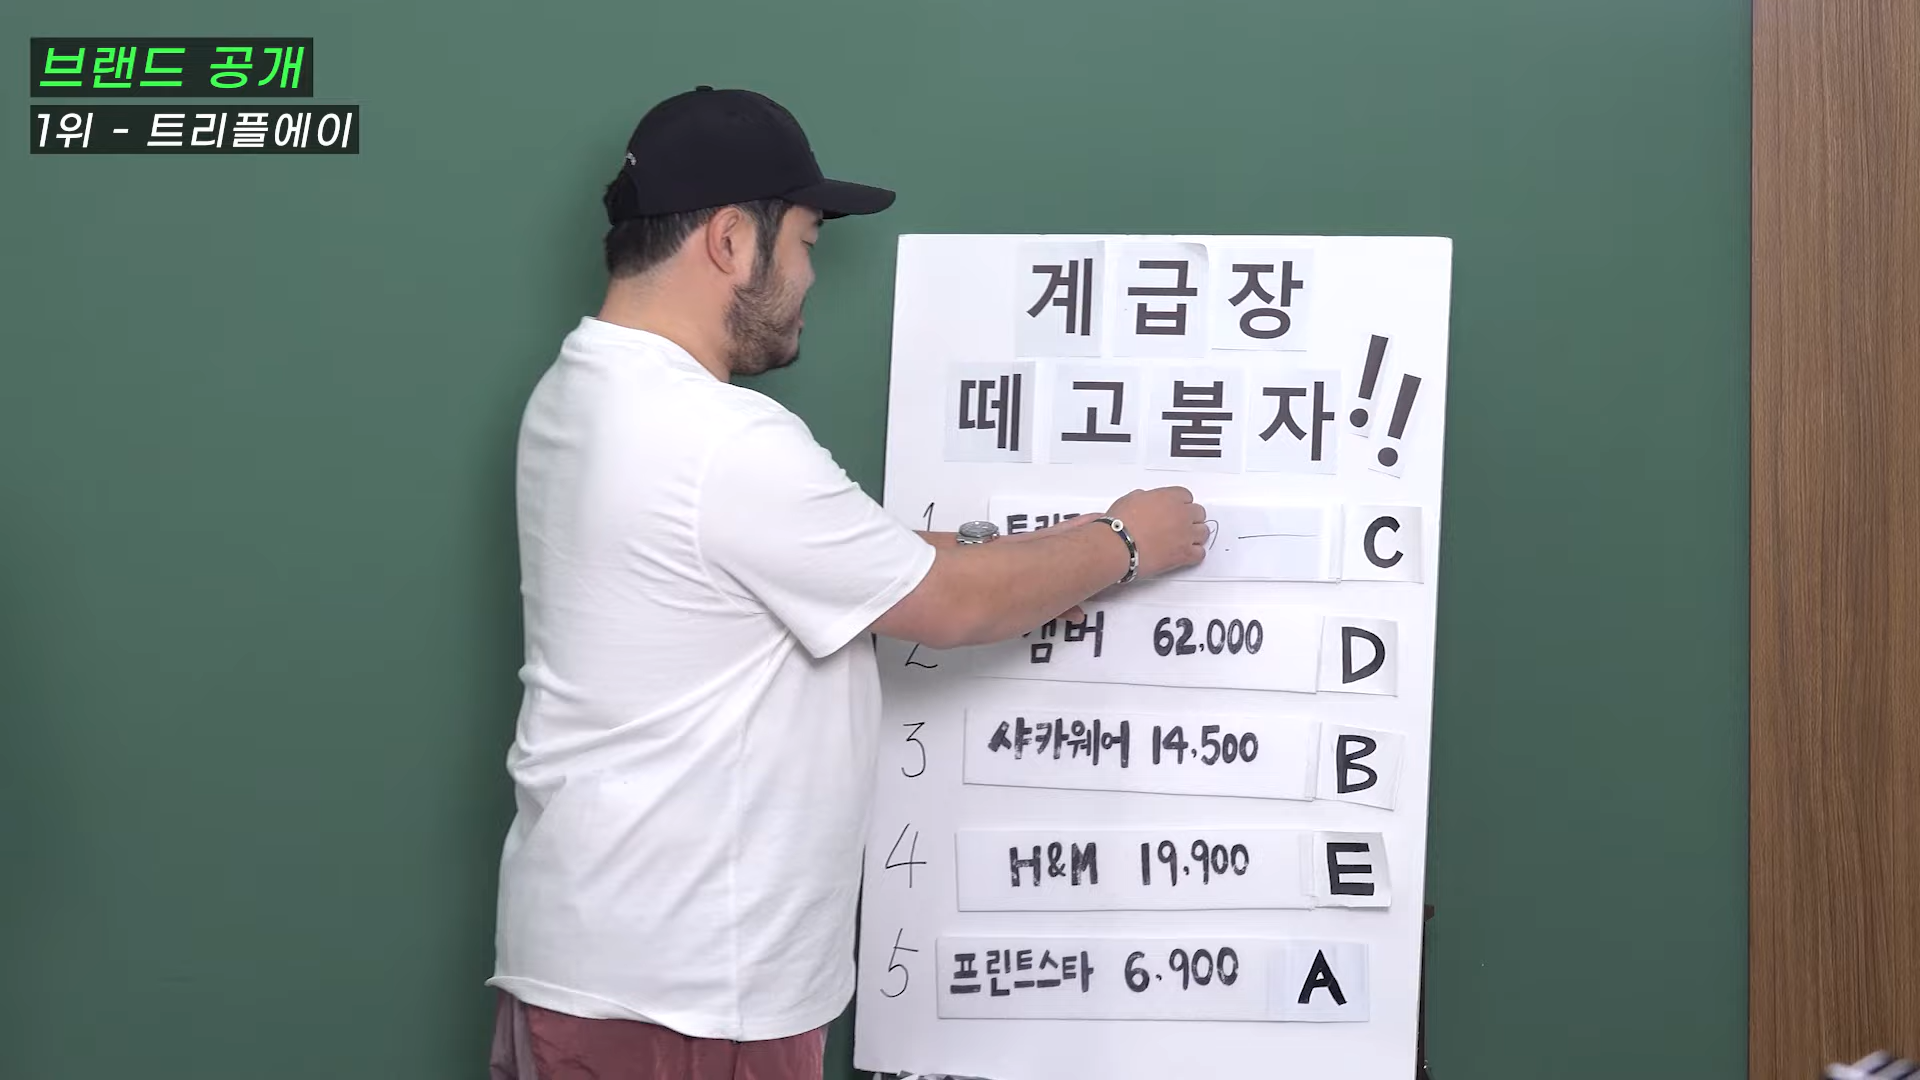 브랜드 공개
1위 - 트리플에이
계급장
떼고붙자!!
1 C
2 캠버 62,000 D
3 샤카웨어 14,500 B
4 H&M 19,900 E
5 프린트스타 6,900 A